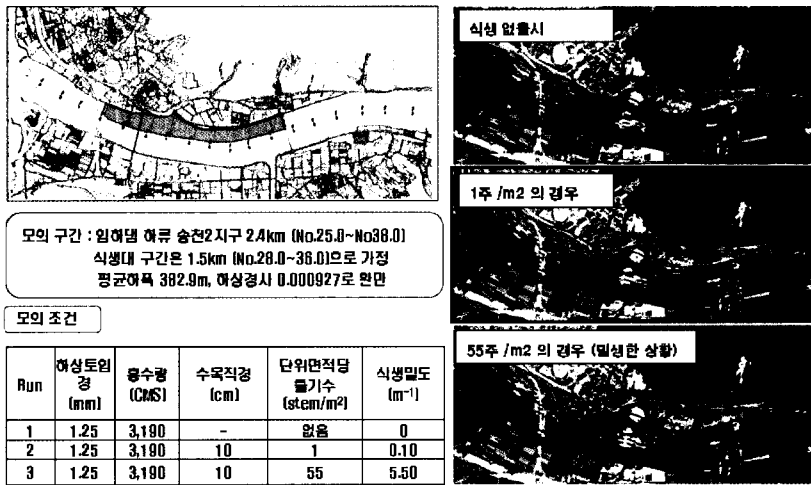 식생 없을시
1주 /m2 의 경우
55주 /m2 의 경우 (밀생한 상황)
모의 구간 : 임하댐 하류 송천2지구 2.4km (No.25.0~No38.0)
식생대 구간은 1.5km (No.28.0~36.0)으로 가정
평균하폭 382.9m, 하상경사 0.000927로 완만
모의 조건
Run 하상토입경 (mm) 홍수량 (CMS) 수목직경 (cm) 단위면적당 줄기수 (stem/m²) 식생밀도 (m⁻¹)
1 1.25 3,190 - 없음 0
2 1.25 3,190 10 1 0.10
3 1.25 3,190 10 55 5.50